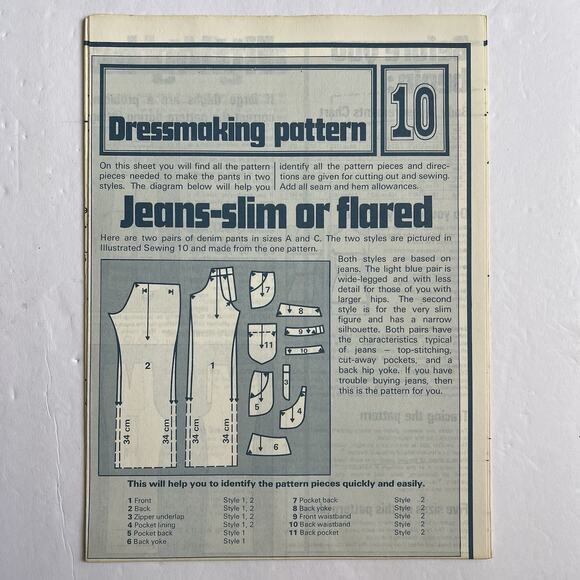 Dressmaking pattern
10
On this sheet you will find all the pattern
pieces needed to make the pants in two
styles. The diagram below will help you
identify all the pattern pieces and direc-
tions are given for cutting out and sewing.
Add all seam and hem allowances.
Jeans-slim or flared
Here are two pairs of denim pants in sizes A and C. The two styles are pictured in
Illustrated Sewing 10 and made from the one pattern.
Both styles are based on
jeans. The light blue pair is
wide-legged and with less
detail for those of you with
larger hips. The second
style is for the very slim
figure and has a narrow
silhouette. Both pairs have
the characteristics typical
of jeans – top-stitching,
cut-away pockets, and a
back hip yoke. If you have
trouble buying jeans, then
this is the pattern for you.
7
8
9
10
11
2
1
3
5
4
6
34 cm
34 cm
34 cm
34 cm
This will help you to identify the pattern pieces quickly and easily.
1 Front Style 1, 2
2 Back Style 1, 2
3 Zipper underlap Style 1, 2
4 Pocket lining Style 1, 2
5 Pocket back Style 1
6 Back yoke Style 1
7 Pocket back Style 2
8 Back yoke Style 2
9 Front waistband Style 2
10 Back waistband Style 2
11 Back pocket Style 2